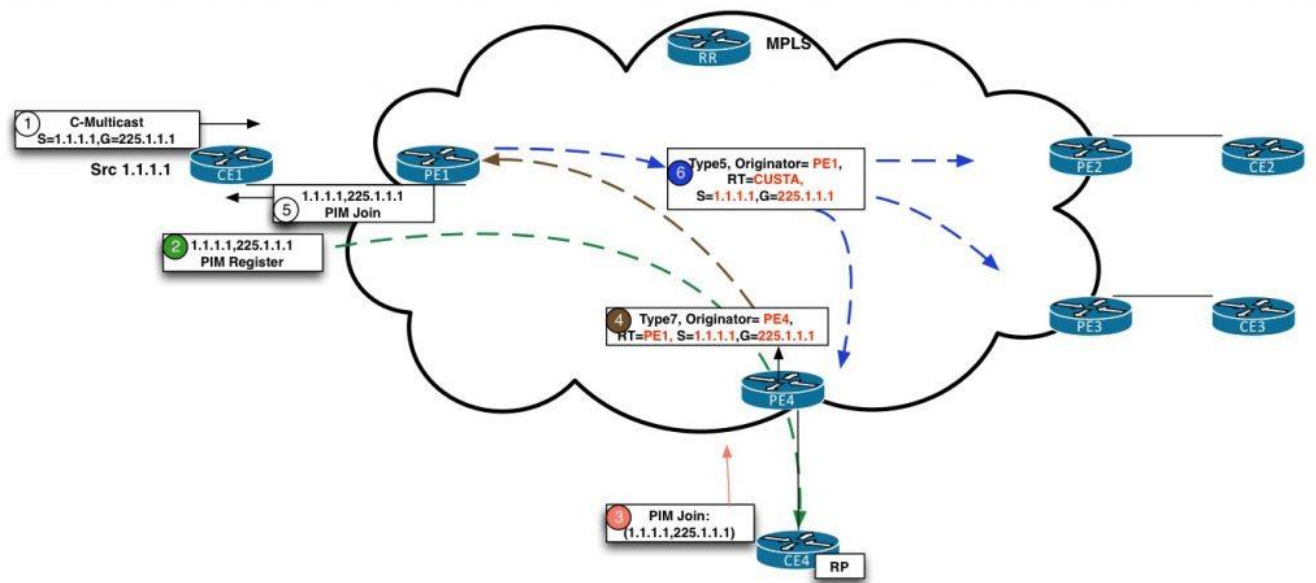 RR
MPLS
1
C-Multicast
S=1.1.1.1,G=225.1.1.1
Src 1.1.1.1
CE1
PE1
6
Type5, Originator= PE1,
RT=CUSTA,
S=1.1.1.1,G=225.1.1.1
PE2
CE2
5
1.1.1.1,225.1.1.1
PIM Join
2
1.1.1.1,225.1.1.1
PIM Register
4
Type7, Originator= PE4,
RT=PE1, S=1.1.1.1,G=225.1.1.1
PE3
CE3
PE4
3
PIM Join:
(1.1.1.1,225.1.1.1)
CE4
RP